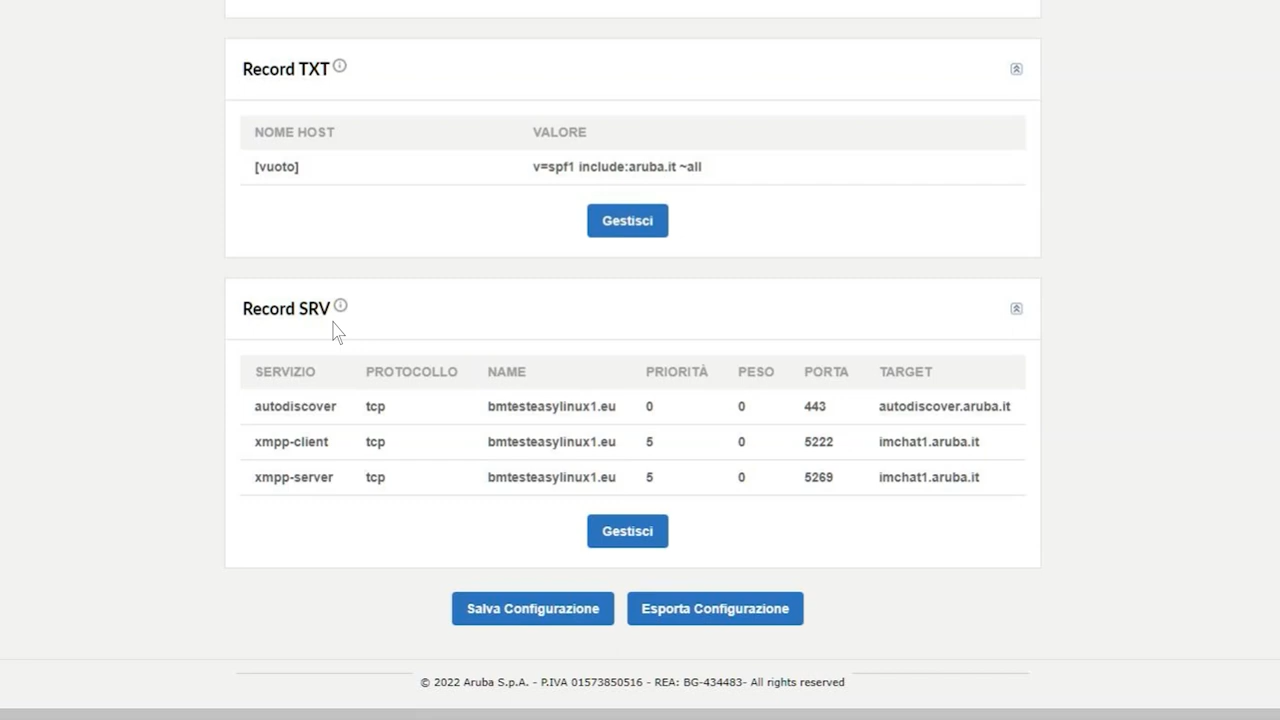 Record TXT
NOME HOST VALORE
[vuoto] v=spf1 include:aruba.it ~all
Gestisci
Record SRV
SERVIZIO PROTOCOLLO NAME PRIORITÀ PESO PORTA TARGET
autodiscover tcp bmtesteasylinux1.eu 0 0 443 autodiscover.aruba.it
xmpp-client tcp bmtesteasylinux1.eu 5 0 5222 imchat1.aruba.it
xmpp-server tcp bmtesteasylinux1.eu 5 0 5269 imchat1.aruba.it
Gestisci
Salva Configurazione Esporta Configurazione
© 2022 Aruba S.p.A. - P.IVA 01573850516 - REA: BG-434483- All rights reserved